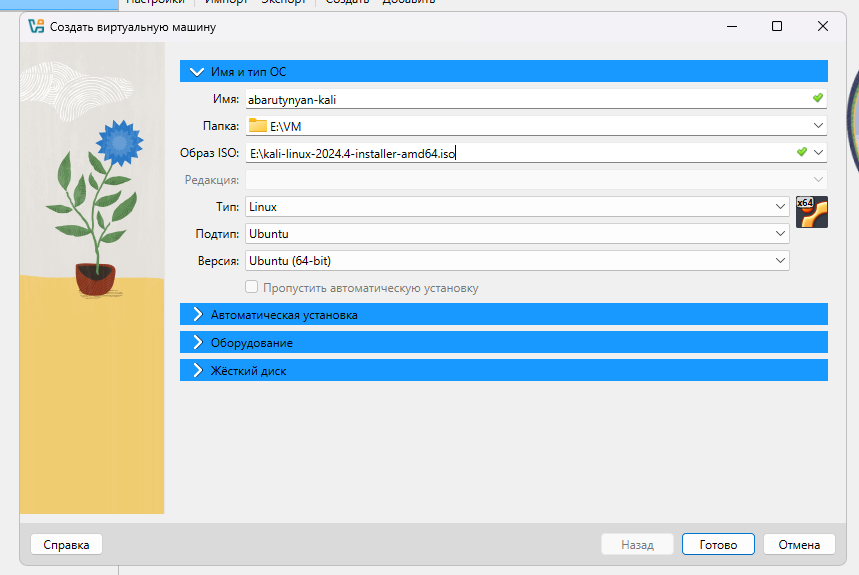 Настройки Импорт Экспорт Создать Добавить
Создать виртуальную машину
Имя и тип ОС
Имя: abarutynyan-kali
Папка: E:\VM
Образ ISO: E:\kali-linux-2024.4-installer-amd64.iso
Редакция:
Тип: Linux
x64
Подтип: Ubuntu
Версия: Ubuntu (64-bit)
Пропустить автоматическую установку
Автоматическая установка
Оборудование
Жёсткий диск
Справка Назад Готово Отмена